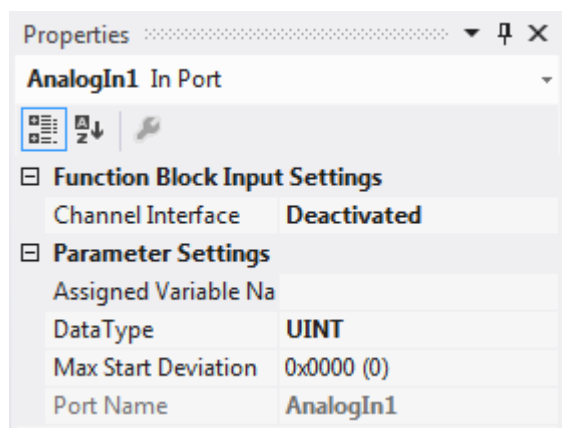 Properties
AnalogIn1 In Port
Function Block Input Settings
Channel Interface Deactivated
Parameter Settings
Assigned Variable Na
DataType UINT
Max Start Deviation 0x0000 (0)
Port Name AnalogIn1